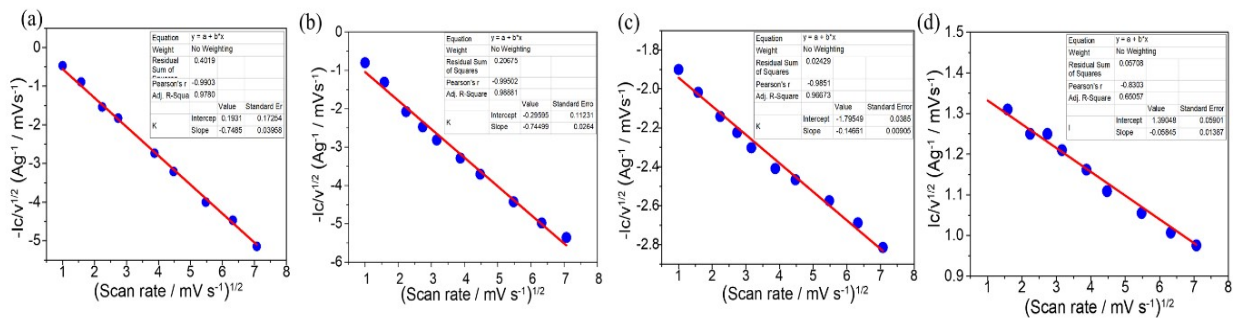 (a)
Equation y = a + b*x
Weight No Weighting
Residual Sum of Squares 0.4019
Pearson's r -0.9903
Adj. R-Square 0.9780
Value Standard Er
K Intercept 0.1931 0.17254
Slope -0.7485 0.03958
0
-1
-2
-3
-4
-5
-Ic/v1/2 (Ag-1 / mVs-1)
1 2 3 4 5 6 7 8
(Scan rate / mV s-1)1/2
(b)
Equation y = a + b*x
Weight No Weighting
Residual Sum of Squares 0.20675
Pearson's r -0.99502
Adj. R-Square 0.98881
Value Standard Error
K Intercept -0.29595 0.11231
Slope -0.74499 0.0264
0
-1
-2
-3
-4
-5
-6
-Ic/v1/2 (Ag-1 / mVs-1)
0 1 2 3 4 5 6 7 8
(Scan rate / mV s-1)1/2
(c)
Equation y = a + b*x
Weight No Weighting
Residual Sum of Squares 0.02429
Pearson's r -0.9851
Adj. R-Square 0.96673
Value Standard Error
K Intercept -1.79549 0.0385
Slope -0.14661 0.00905
-1.8
-2.0
-2.2
-2.4
-2.6
-2.8
-Ic/v1/2 (Ag-1 / mVs-1)
1 2 3 4 5 6 7 8
(Scan rate / mV s-1)1/2
(d)
Equation y = a + b*x
Weight No Weighting
Residual Sum of Squares 0.05708
Pearson's r -0.8303
Adj. R-Square 0.65057
Value Standard Error
I Intercept 1.39048 0.05901
Slope -0.05845 0.01387
1.5
1.4
1.3
1.2
1.1
1.0
0.9
Ic/v1/2 (Ag-1 / mVs-1)
1 2 3 4 5 6 7 8
(Scan rate / mV s-1)1/2